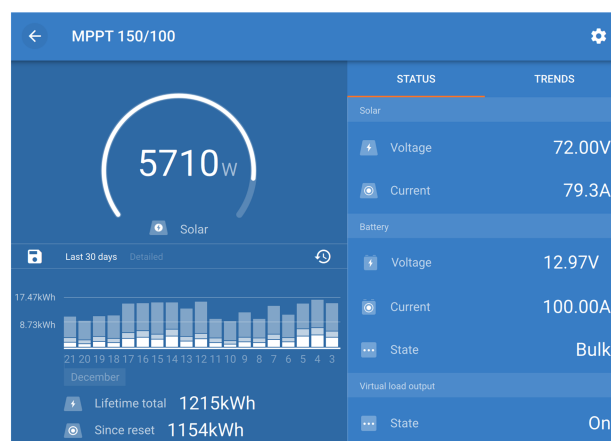 MPPT 150/100
5710W
Solar
Last 30 days Detailed
17.47kWh
8.73kWh
21 20 19 18 17 16 15 14 13 12 11 10 9 8 7 6 5 4 3
December
Lifetime total 1215kWh
Since reset 1154kWh
STATUS TRENDS
Solar
Voltage 72.00V
Current 79.3A
Battery
Voltage 12.97V
Current 100.00A
State Bulk
Virtual load output
State On